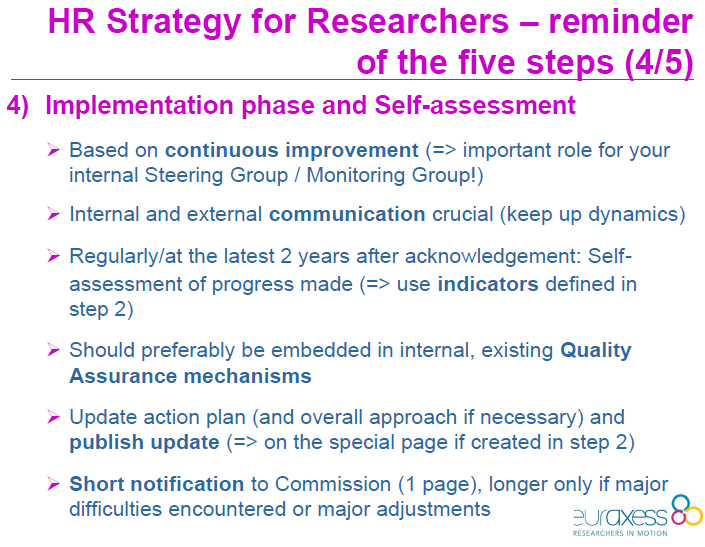 HR Strategy for Researchers – reminder
of the five steps (4/5)
4) Implementation phase and Self-assessment
➢ Based on continuous improvement (=> important role for your
internal Steering Group / Monitoring Group!)
➢ Internal and external communication crucial (keep up dynamics)
➢ Regularly/at the latest 2 years after acknowledgement: Self-
assessment of progress made (=> use indicators defined in
step 2)
➢ Should preferably be embedded in internal, existing Quality
Assurance mechanisms
➢ Update action plan (and overall approach if necessary) and
publish update (=> on the special page if created in step 2)
➢ Short notification to Commission (1 page), longer only if major
difficulties encountered or major adjustments
euraxess
RESEARCHERS IN MOTION